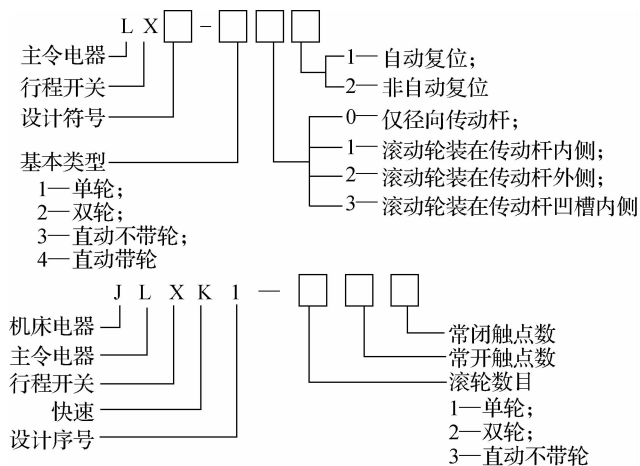 LX□-□□□
主令电器
行程开关
设计符号
基本类型
1—单轮；
2—双轮；
3—直动不带轮；
4—直动带轮
1—自动复位；
2—非自动复位
0—仅径向传动杆；
1—滚动轮装在传动杆内侧；
2—滚动轮装在传动杆外侧；
3—滚动轮装在传动杆凹槽内侧
JLXK1—□□□
机床电器
主令电器
行程开关
快速
设计序号
常闭触点数
常开触点数
滚轮数目
1—单轮；
2—双轮；
3—直动不带轮